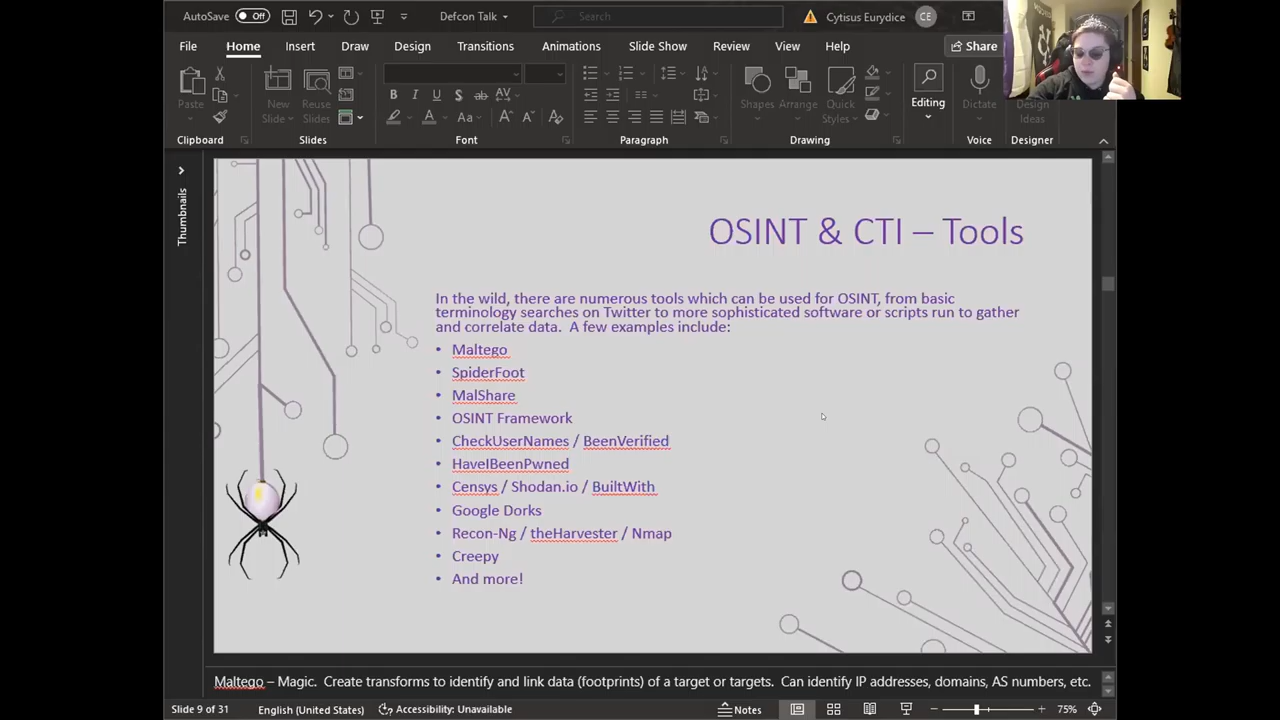 AutoSave Off Defcon Talk Search Cytisus Eurydice CE
File Home Insert Draw Design Transitions Animations Slide Show Review View Help Share
Paste New Slide Reuse Slides B I U S ab AV Aa A Shapes Arrange Quick Styles Editing Dictate Design Ideas
Clipboard Slides Font Paragraph Drawing Voice Designer
Thumbnails
OSINT & CTI – Tools
In the wild, there are numerous tools which can be used for OSINT, from basic
terminology searches on Twitter to more sophisticated software or scripts run to gather
and correlate data. A few examples include:
• Maltego
• SpiderFoot
• MalShare
• OSINT Framework
• CheckUserNames / BeenVerified
• HaveIBeenPwned
• Censys / Shodan.io / BuiltWith
• Google Dorks
• Recon-Ng / theHarvester / Nmap
• Creepy
• And more!
Maltego – Magic. Create transforms to identify and link data (footprints) of a target or targets. Can identify IP addresses, domains, AS numbers, etc.
Slide 9 of 31 English (United States) Accessibility: Unavailable Notes 75%